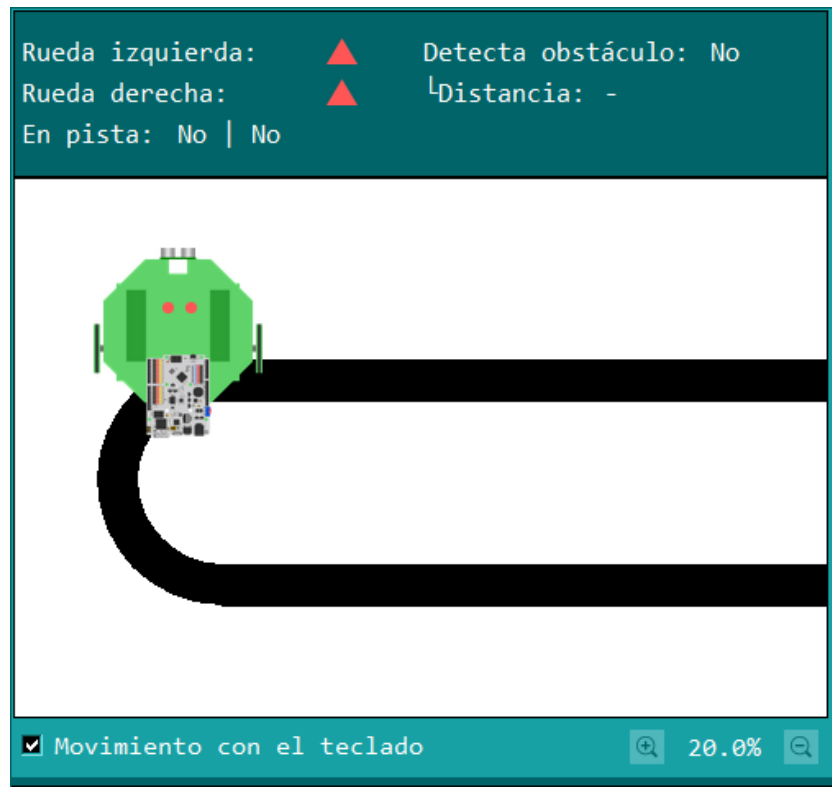 Rueda izquierda:
Detecta obstáculo: No
Rueda derecha:
└Distancia: -
En pista: No | No
Movimiento con el teclado
20.0%